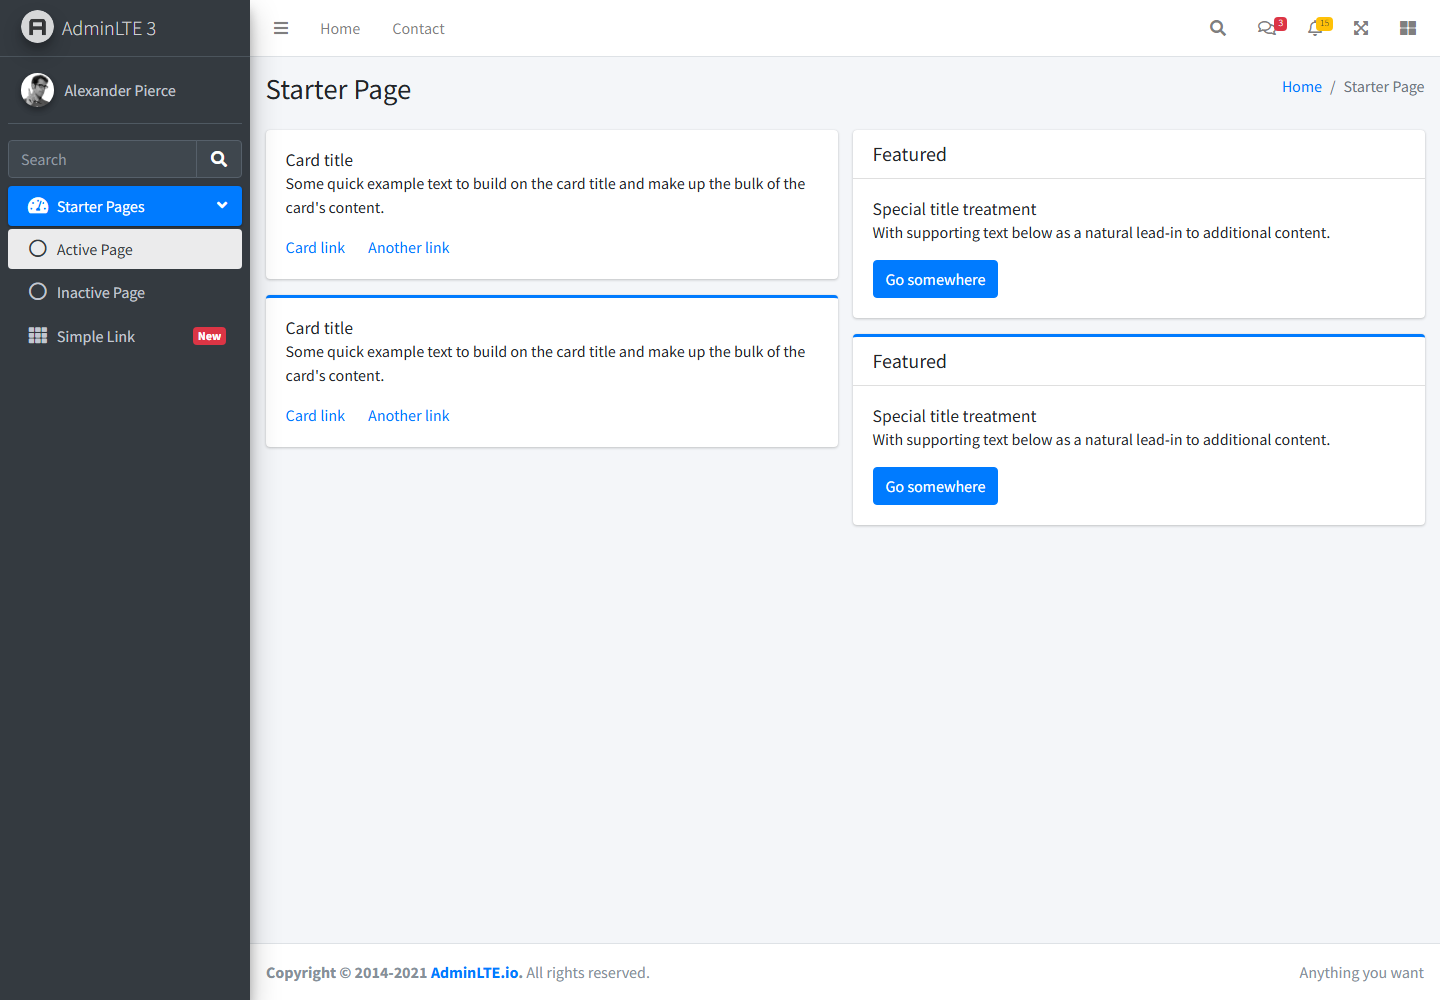 AdminLTE 3
Home
Contact
3
15
Alexander Pierce
Search
Starter Pages
Active Page
Inactive Page
Simple Link
New
Starter Page
Home / Starter Page
Card title
Some quick example text to build on the card title and make up the bulk of the
card's content.
Card link
Another link
Card title
Some quick example text to build on the card title and make up the bulk of the
card's content.
Card link
Another link
Featured
Special title treatment
With supporting text below as a natural lead-in to additional content.
Go somewhere
Featured
Special title treatment
With supporting text below as a natural lead-in to additional content.
Go somewhere
Copyright © 2014-2021 AdminLTE.io. All rights reserved.
Anything you want